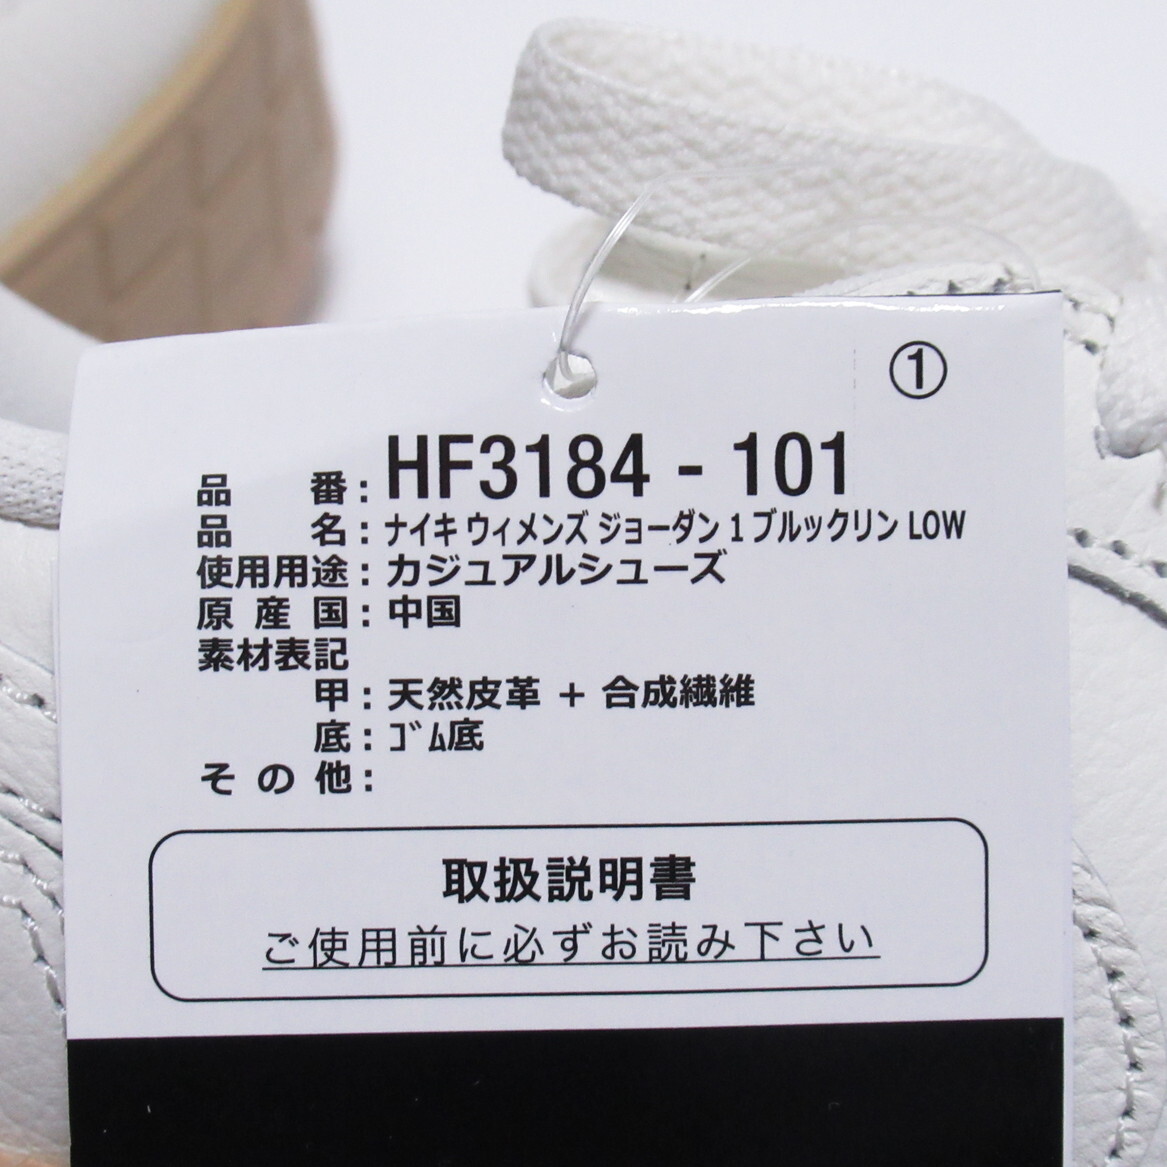 ①
品番：HF3184 - 101
品名：ナイキ ウィメンズ ジョーダン 1 ブルックリン LOW
使用用途：カジュアルシューズ
原産国：中国
素材表記
甲：天然皮革 + 合成繊維
底：ｺﾞﾑ底
その他：
取扱説明書
ご使用前に必ずお読み下さい